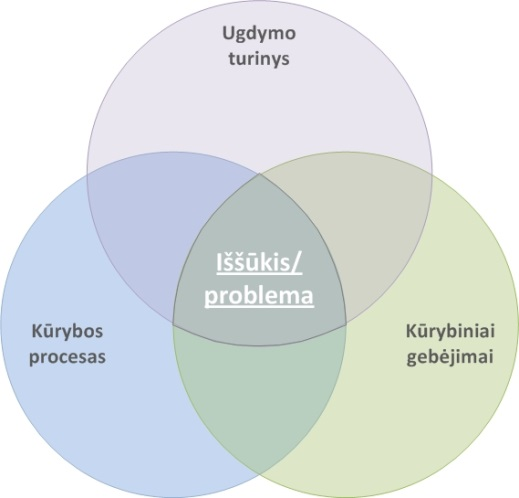 Ugdymo
turinys
Iššūkis/
problema
Kūrybos
procesas
Kūrybiniai
gebėjimai